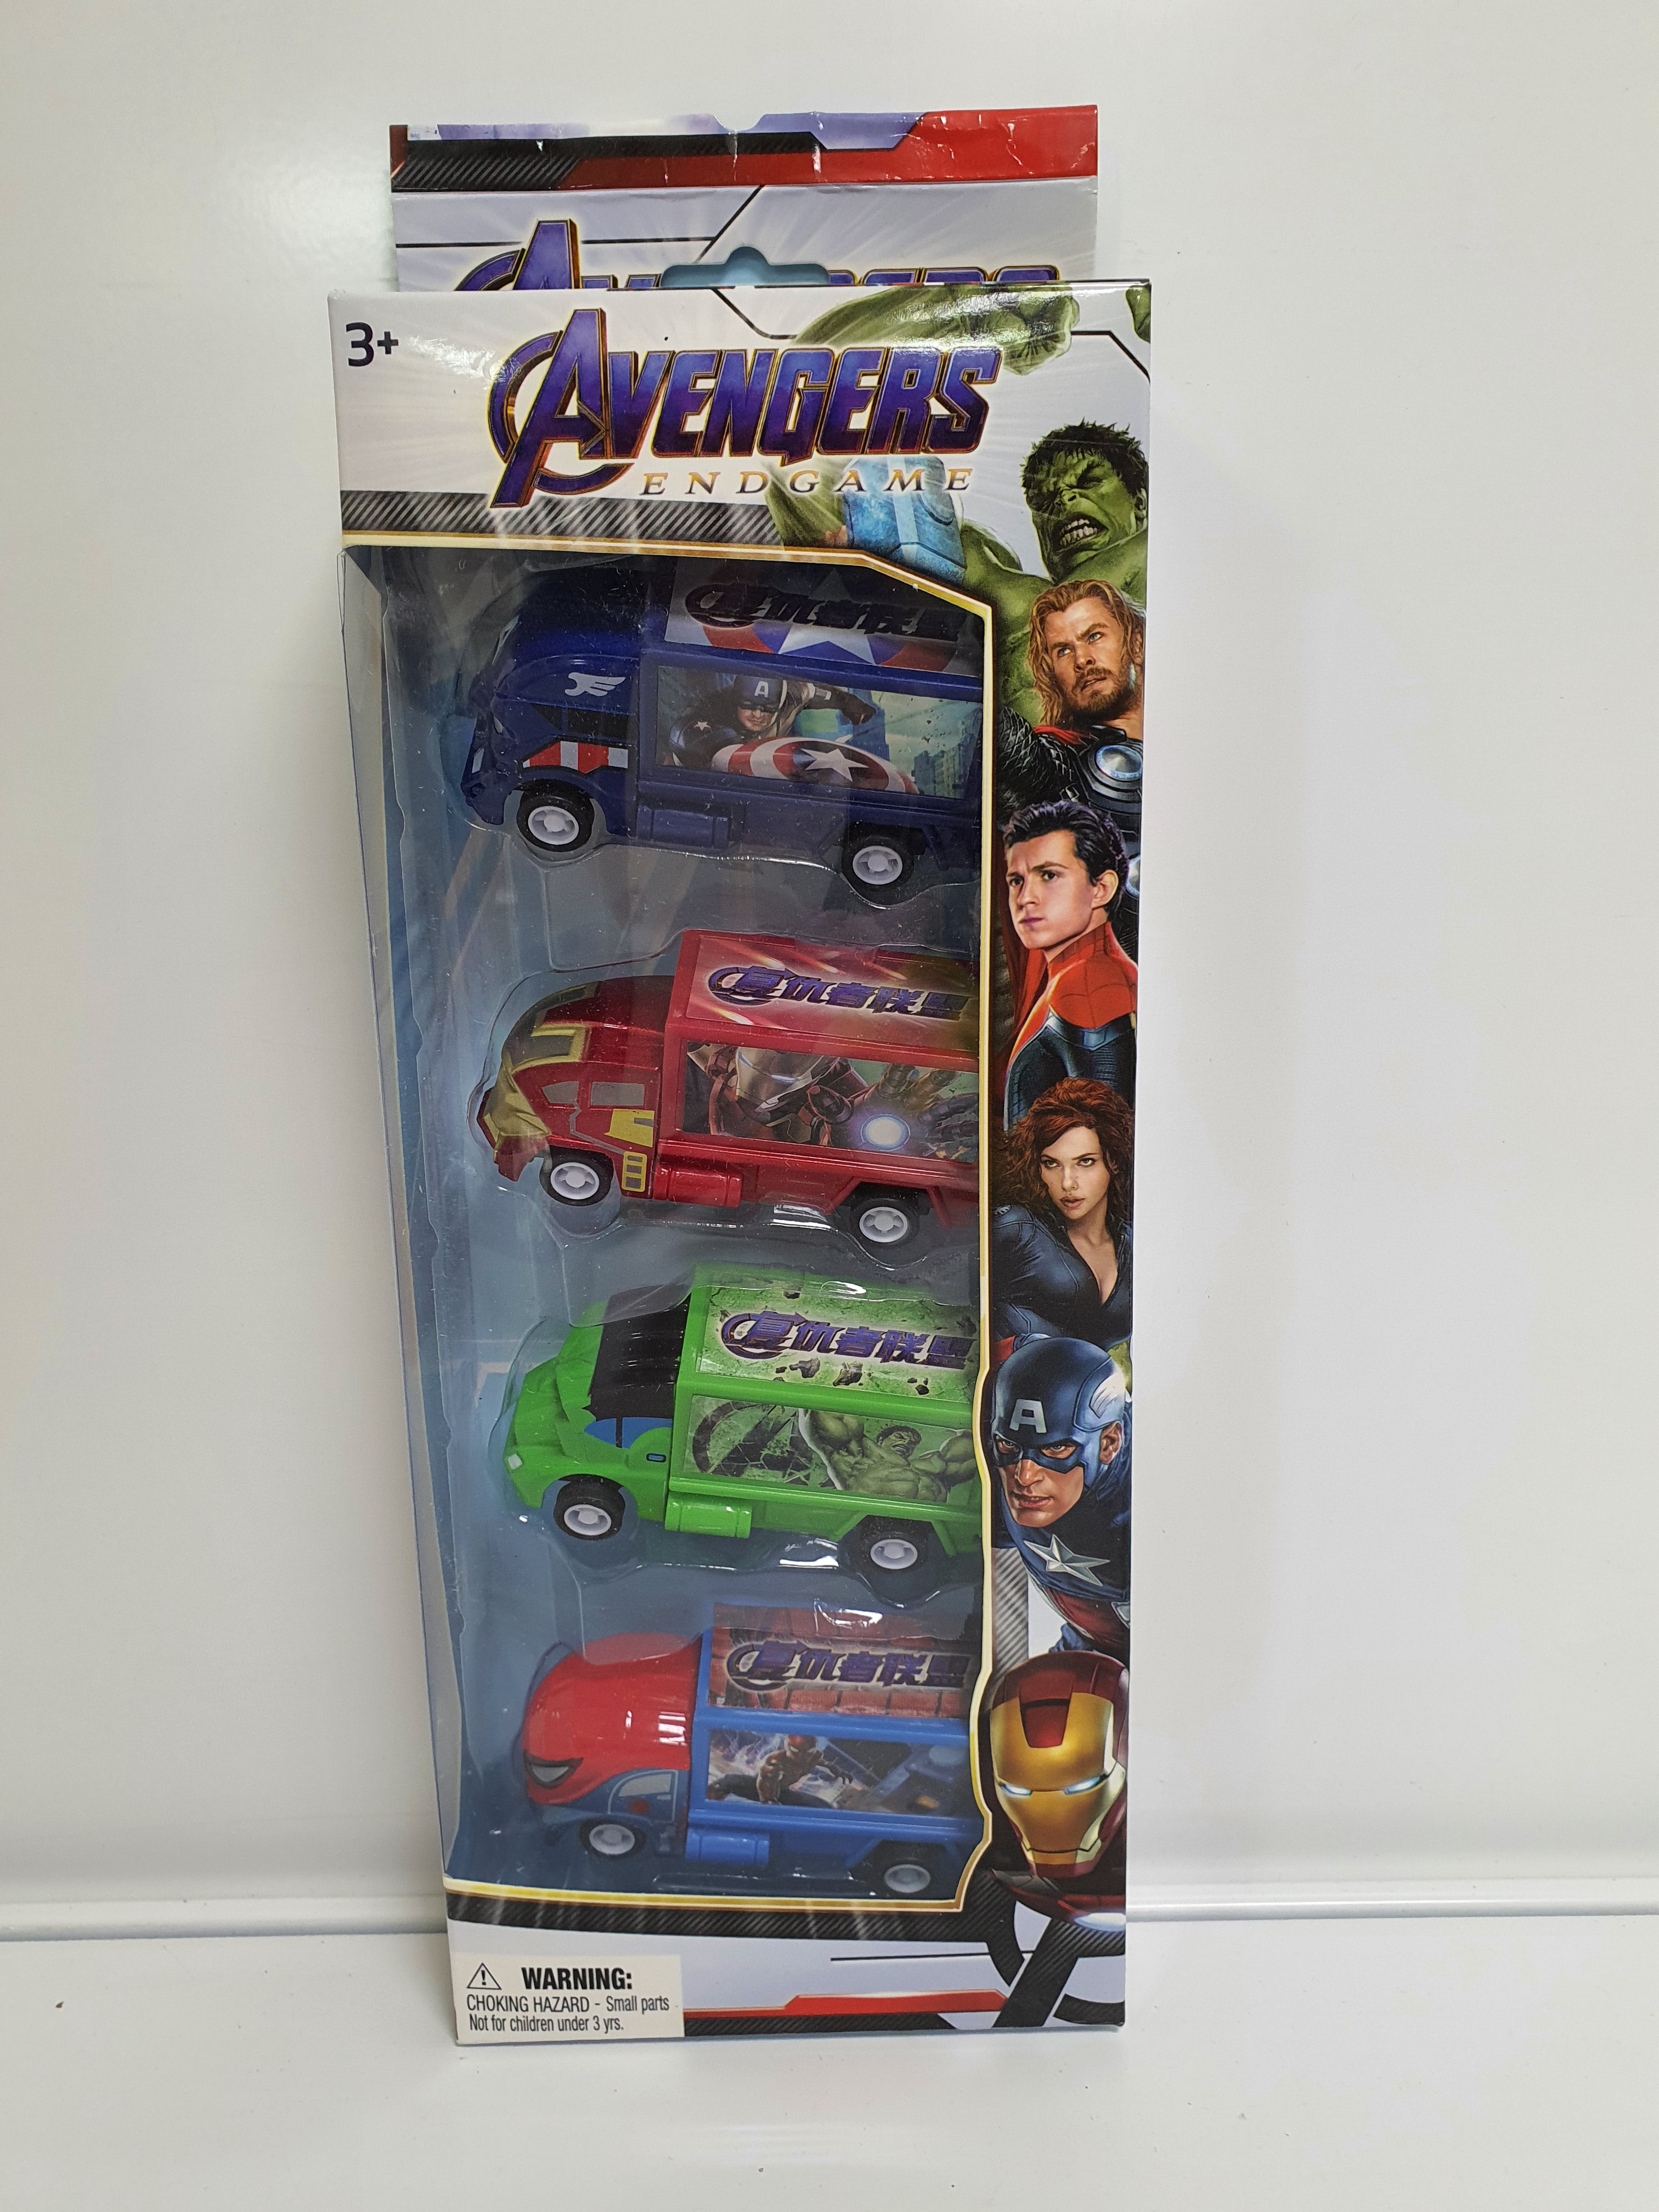 AVENGERS
3+
AVENGERS
ENDGAME
复仇者联盟
A
复仇者联盟
复仇者联盟
A
复仇者联盟
WARNING:
CHOKING HAZARD - Small parts
Not for children under 3 yrs.